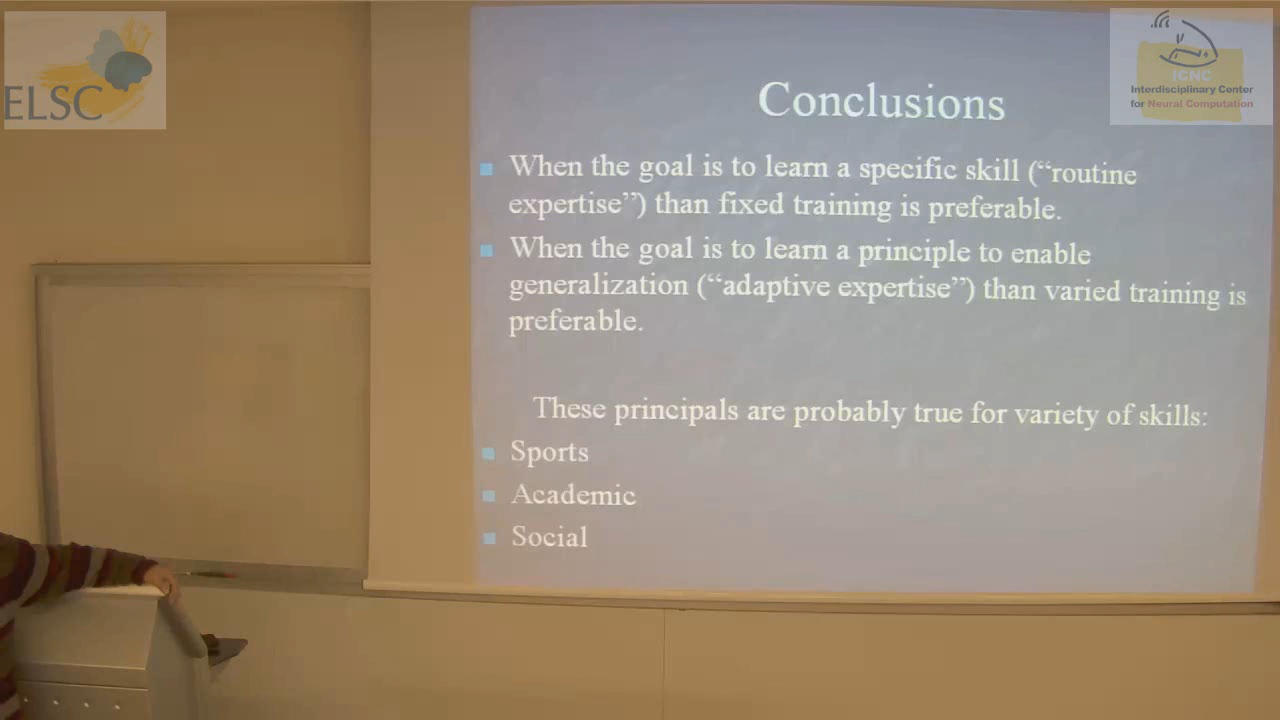 ELSC
ICNC
Interdisciplinary Center
for Neural Computation
Conclusions
When the goal is to learn a specific skill (“routine
expertise”) than fixed training is preferable.
When the goal is to learn a principle to enable
generalization (“adaptive expertise”) than varied training is
preferable.
These principals are probably true for variety of skills:
Sports
Academic
Social